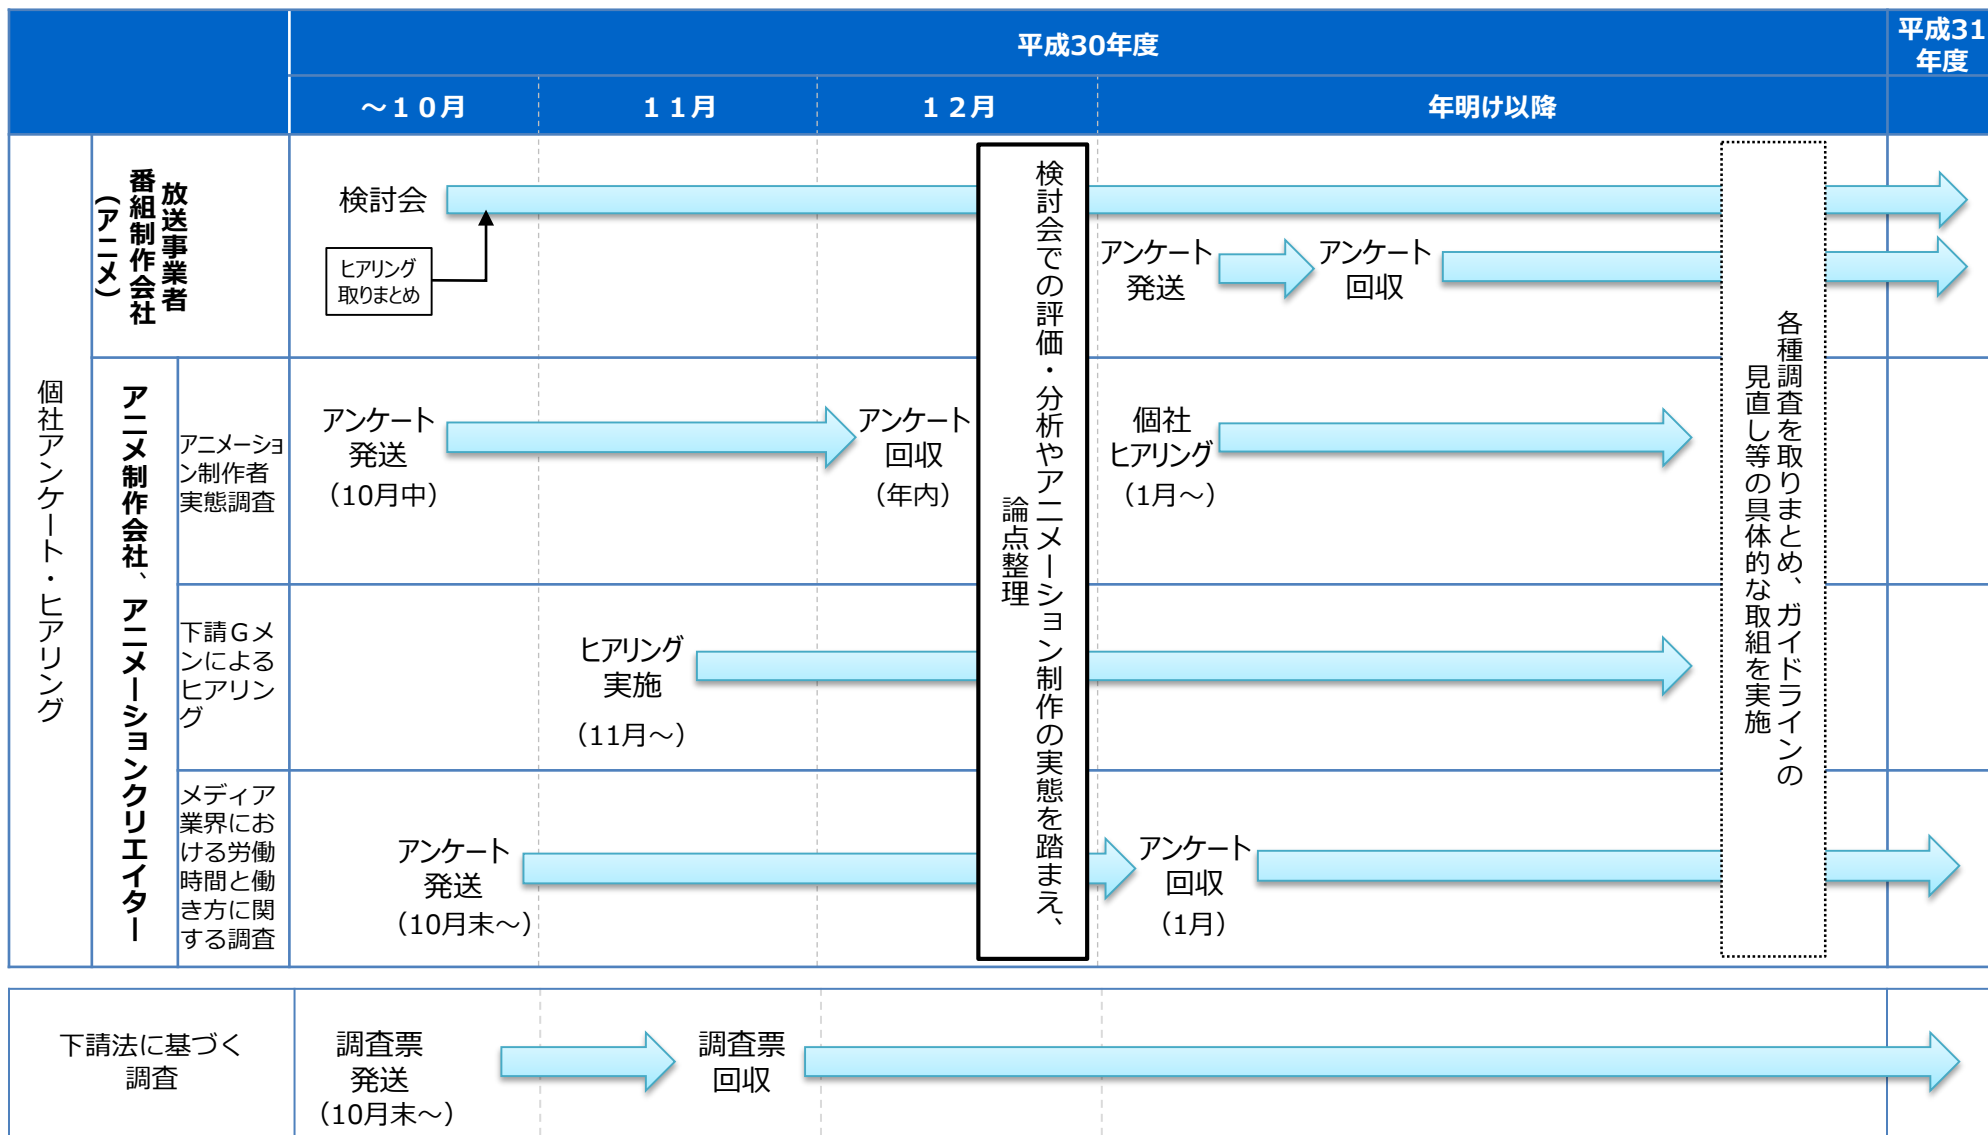 平成30年度
平成31
年度
～１０月
１１月
１２月
年明け以降
個社アンケート・ヒアリング
放送事業者
番組制作会社
(アニメ)
検討会
ヒアリング
取りまとめ
アンケート
発送
アンケート
回収
検討会での評価・分析やアニメーション制作の実態を踏まえ、
論点整理
各種調査を取りまとめ、ガイドラインの
見直し等の具体的な取組を実施
アニメ制作会社、アニメーションクリエイター
アニメーショ
ン制作者
実態調査
アンケート
発送
（10月中）
アンケート
回収
（年内）
個社
ヒアリング
（1月～）
下請Ｇメ
ンによる
ヒアリン
グ
ヒアリング
実施
（11月～）
メディア
業界にお
ける労働
時間と働
き方に関
する調査
アンケート
発送
（10月末～）
アンケート
回収
（1月）
下請法に基づく
調査
調査票
発送
（10月末～）
調査票
回収